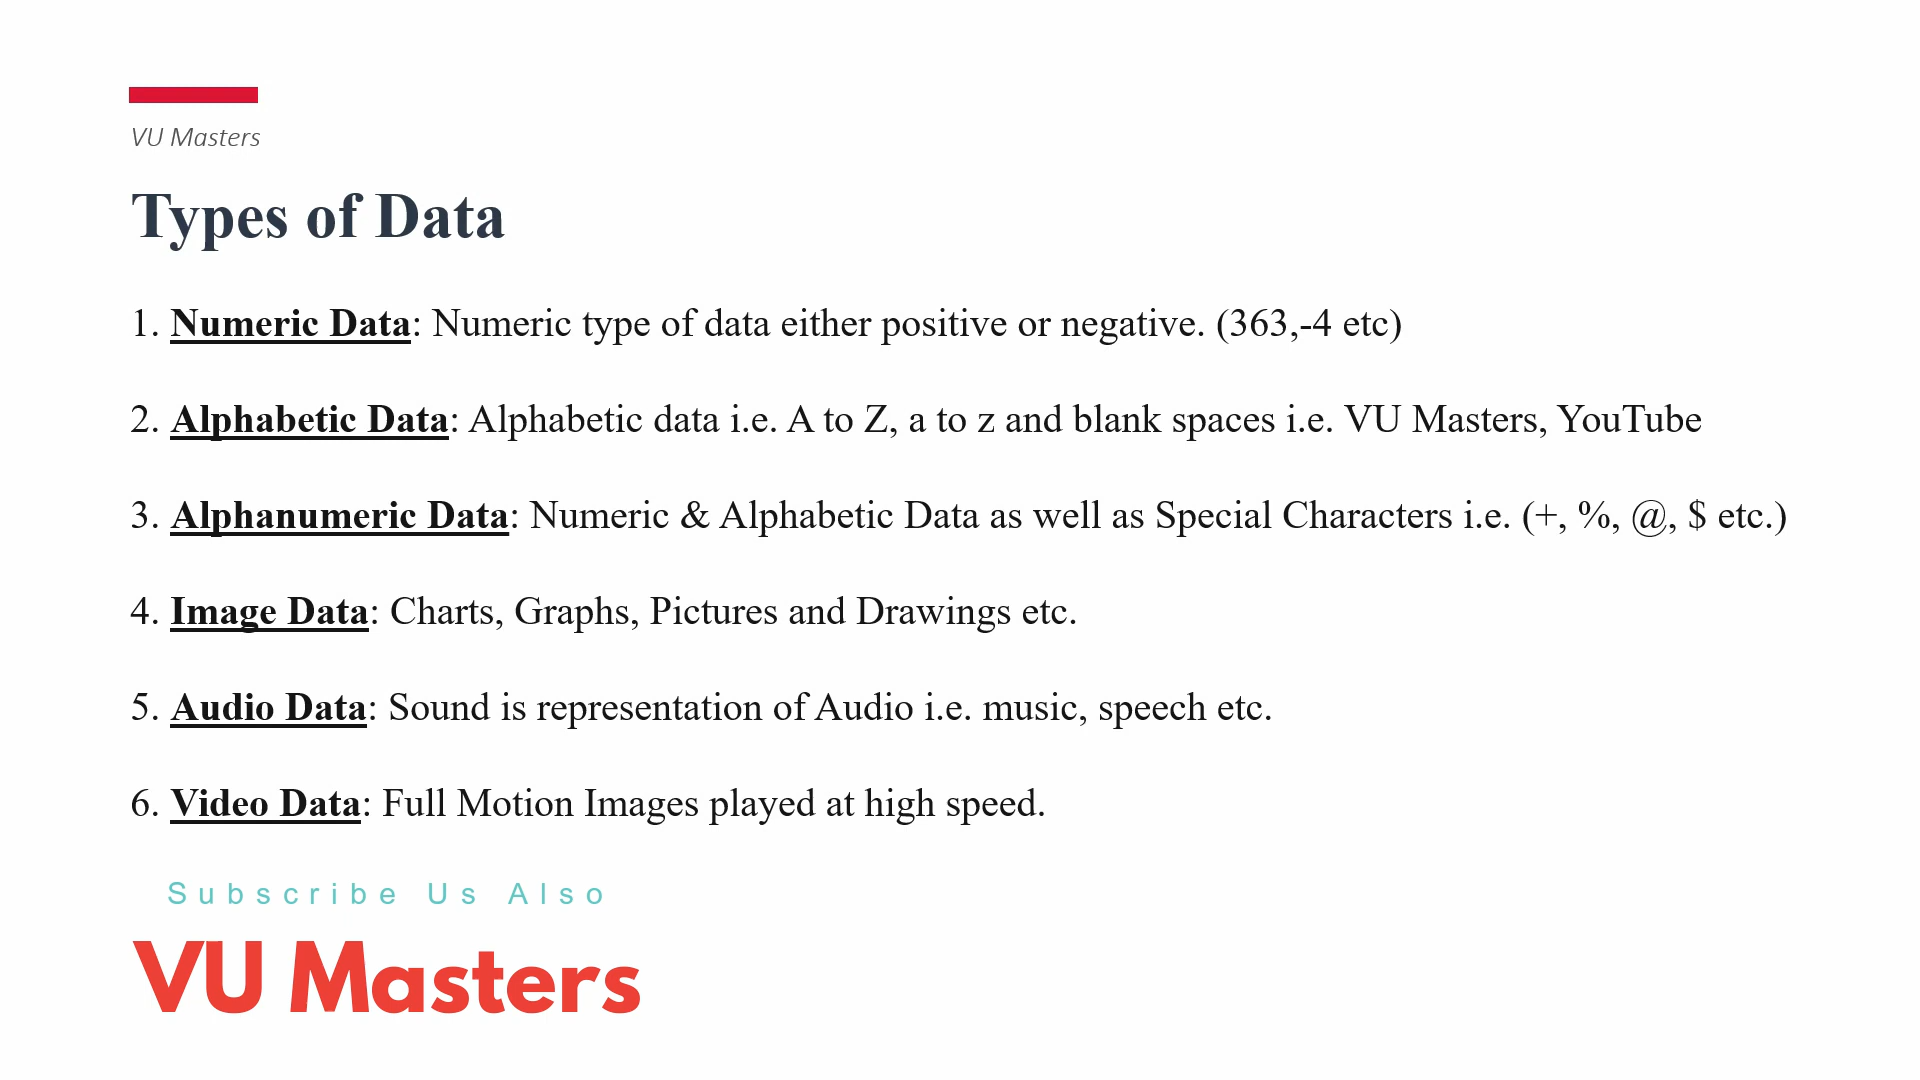 VU Masters
Types of Data
1. Numeric Data: Numeric type of data either positive or negative. (363,-4 etc)
2. Alphabetic Data: Alphabetic data i.e. A to Z, a to z and blank spaces i.e. VU Masters, YouTube
3. Alphanumeric Data: Numeric & Alphabetic Data as well as Special Characters i.e. (+, %, @, $ etc.)
4. Image Data: Charts, Graphs, Pictures and Drawings etc.
5. Audio Data: Sound is representation of Audio i.e. music, speech etc.
6. Video Data: Full Motion Images played at high speed.
Subscribe Us Also
VU Masters